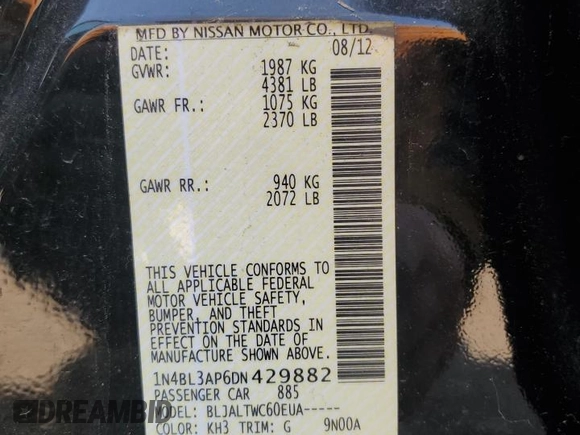 MFD BY NISSAN MOTOR CO., LTD.
DATE: 08/12
GVWR: 1987 KG
4381 LB
GAWR FR.: 1075 KG
2370 LB
GAWR RR.: 940 KG
2072 LB
THIS VEHICLE CONFORMS TO
ALL APPLICABLE FEDERAL
MOTOR VEHICLE SAFETY,
BUMPER, AND THEFT
PREVENTION STANDARDS IN
EFFECT ON THE DATE OF
MANUFACTURE SHOWN ABOVE.
1N4BL3AP6DN429882
PASSENGER CAR 885
MODEL: BLJALTWC60EUA-----
COLOR: KH3 TRIM: G 9N00A